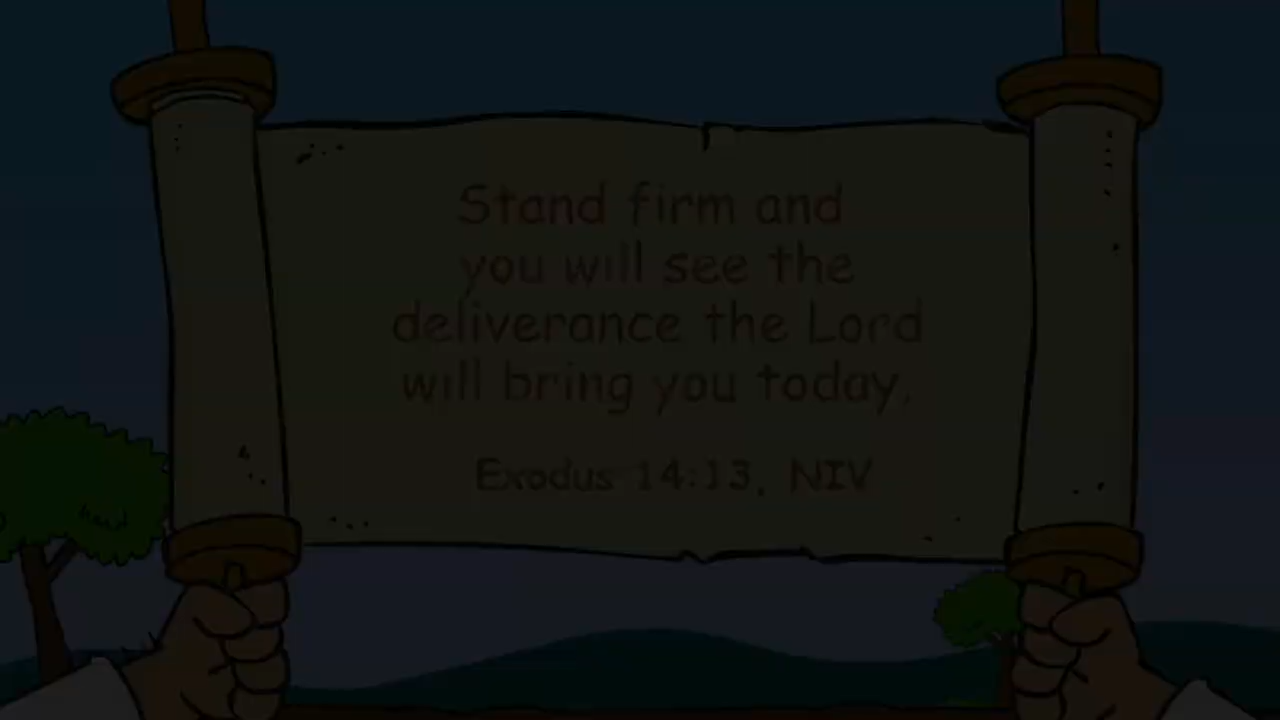 Stand firm and
you will see the
deliverance the Lord
will bring you today.
Exodus 14:13, NIV